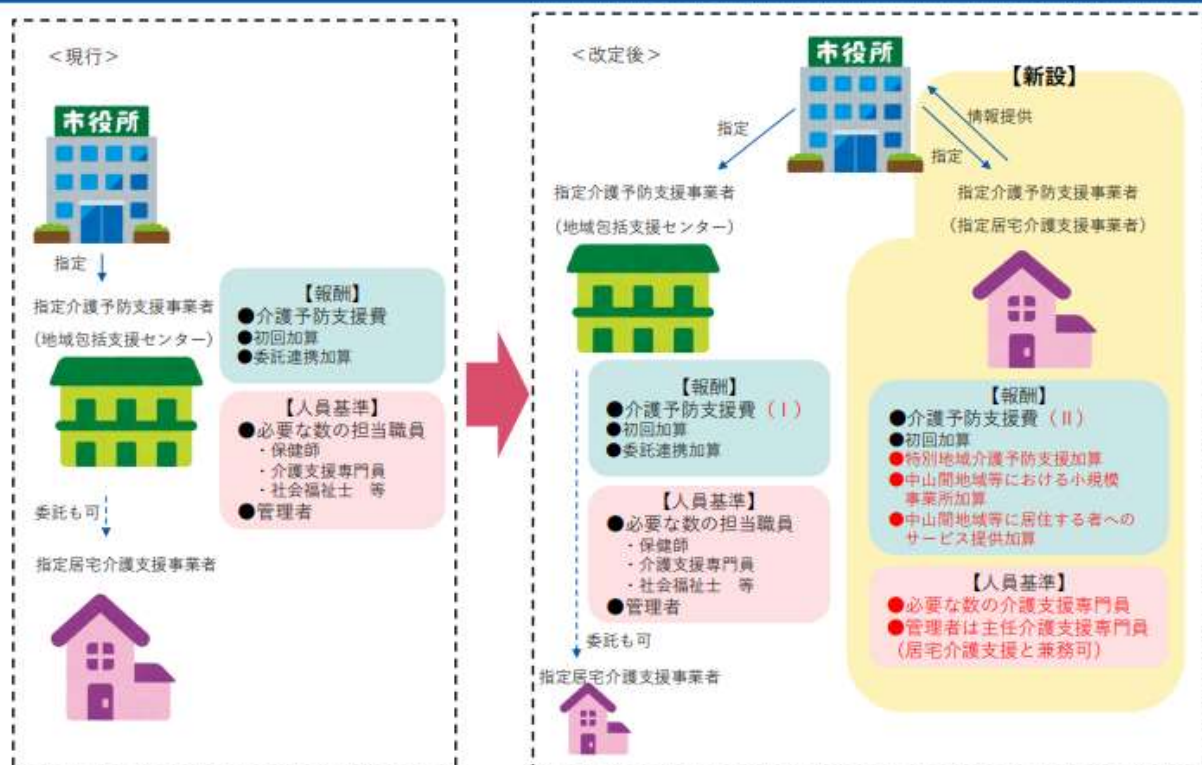 ＜現行＞
市役所
指定
指定介護予防支援事業者
(地域包括支援センター)
【報酬】
●介護予防支援費
●初回加算
●委託連携加算
【人員基準】
●必要な数の担当職員
・保健師
・介護支援専門員
・社会福祉士　等
●管理者
委託も可
指定居宅介護支援事業者
＜改定後＞
市役所
【新設】
情報提供
指定
指定
指定介護予防支援事業者
(地域包括支援センター)
【報酬】
●介護予防支援費（Ⅰ）
●初回加算
●委託連携加算
【人員基準】
●必要な数の担当職員
・保健師
・介護支援専門員
・社会福祉士　等
●管理者
委託も可
指定居宅介護支援事業者
指定介護予防支援事業者
(指定居宅介護支援事業者)
【報酬】
●介護予防支援費（Ⅱ）
●初回加算
●特別地域介護予防支援加算
●中山間地域等における小規模
事業所加算
●中山間地域等に居住する者への
サービス提供加算
【人員基準】
●必要な数の介護支援専門員
●管理者は主任介護支援専門員
（居宅介護支援と兼務可）